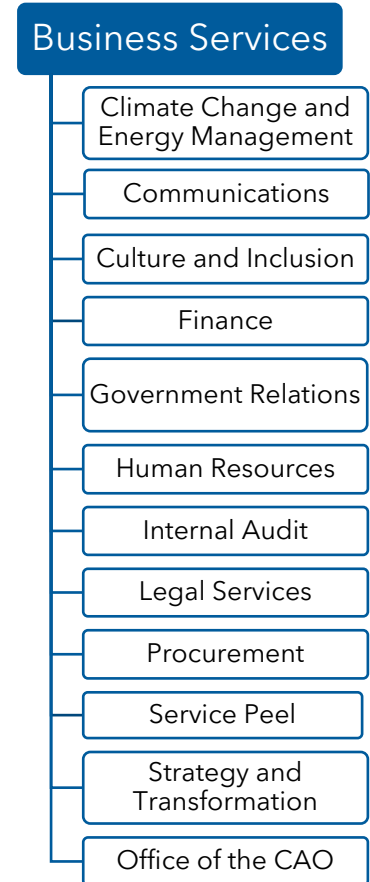 Business Services
Climate Change and
Energy Management
Communications
Culture and Inclusion
Finance
Government Relations
Human Resources
Internal Audit
Legal Services
Procurement
Service Peel
Strategy and
Transformation
Office of the CAO